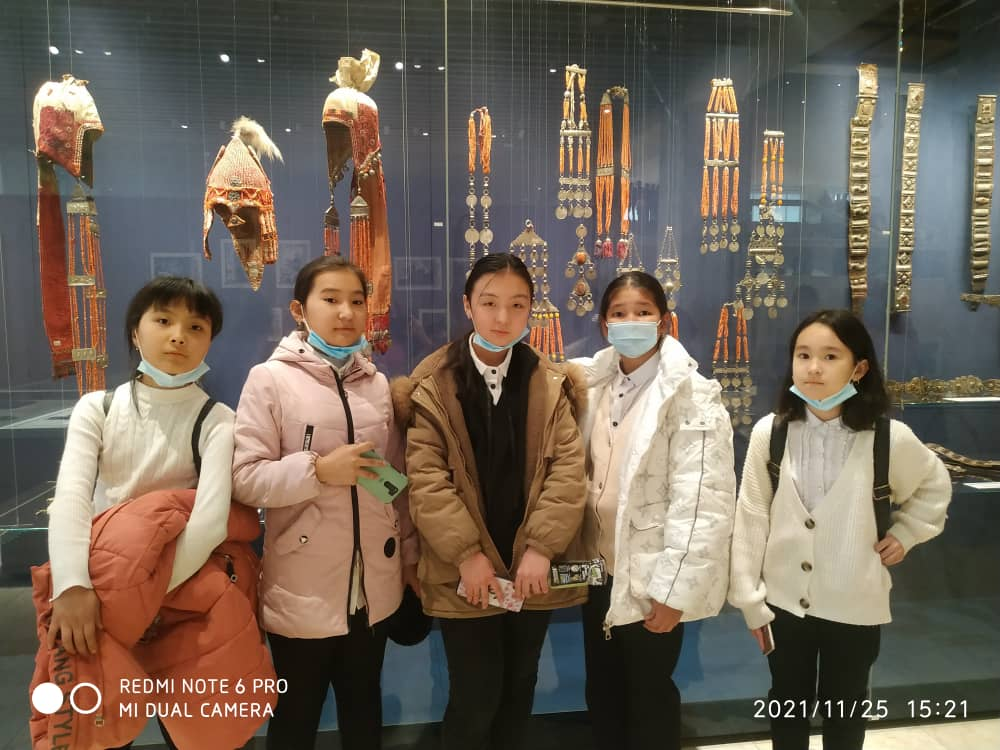 REDMI NOTE 6 PRO
MI DUAL CAMERA
2021/11/25 15:21